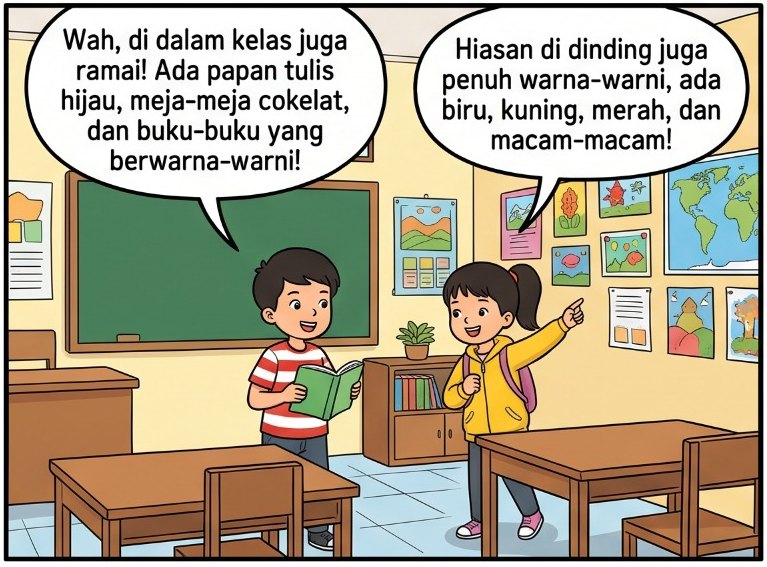 Wah, di dalam kelas juga
ramai! Ada papan tulis
hijau, meja-meja cokelat,
dan buku-buku yang
berwarna-warni!
Hiasan di dinding juga
penuh warna-warni, ada
biru, kuning, merah, dan
macam-macam!